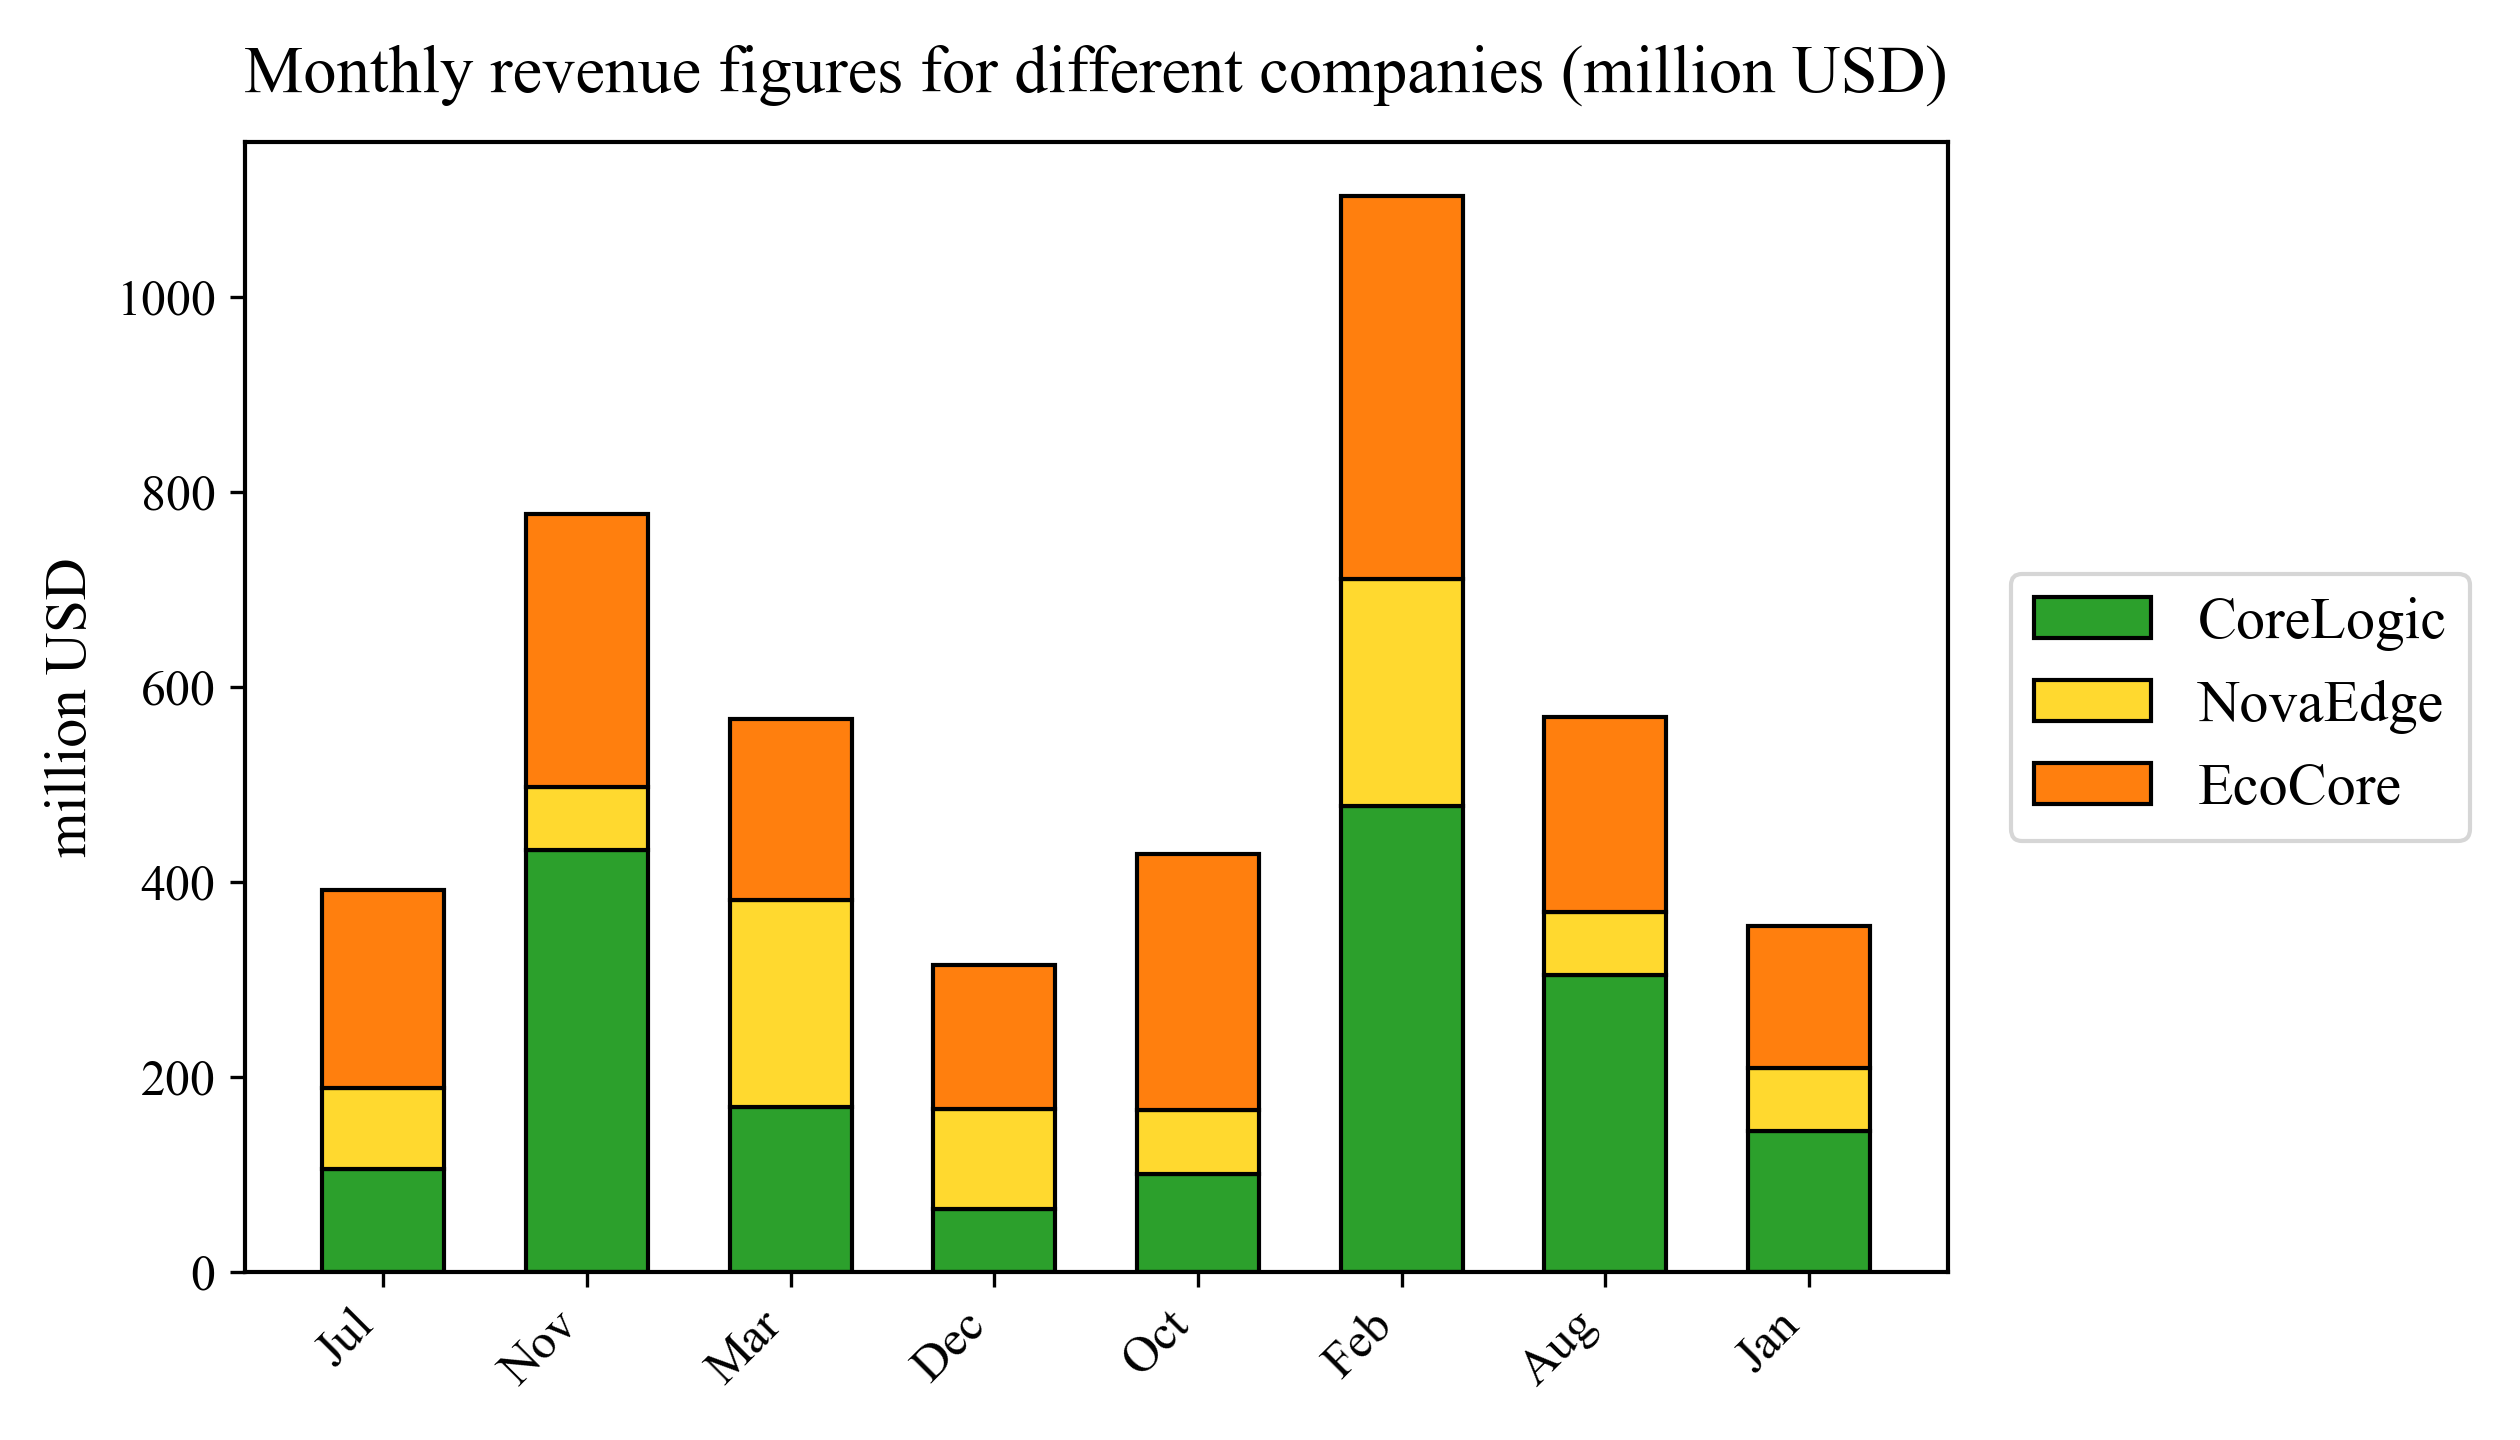 Monthly revenue figures for different companies (million USD)
million USD
1000
800
600
400
200
0
Jul
Nov
Mar
Dec
Oct
Feb
Aug
Jan
CoreLogic
NovaEdge
EcoCore